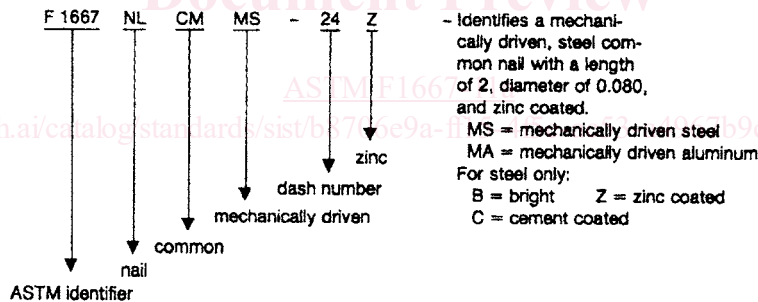 Document Preview
F 1667 NL CM MS - 24 Z
ASTM identifier
nail
common
mechanically driven
dash number
zinc
– Identifies a mechani-
cally driven, steel com-
mon nail with a length
of 2, diameter of 0.080,
and zinc coated.
MS = mechanically driven steel
MA = mechanically driven aluminum
For steel only:
B = bright Z = zinc coated
C = cement coated
ASTM F1667